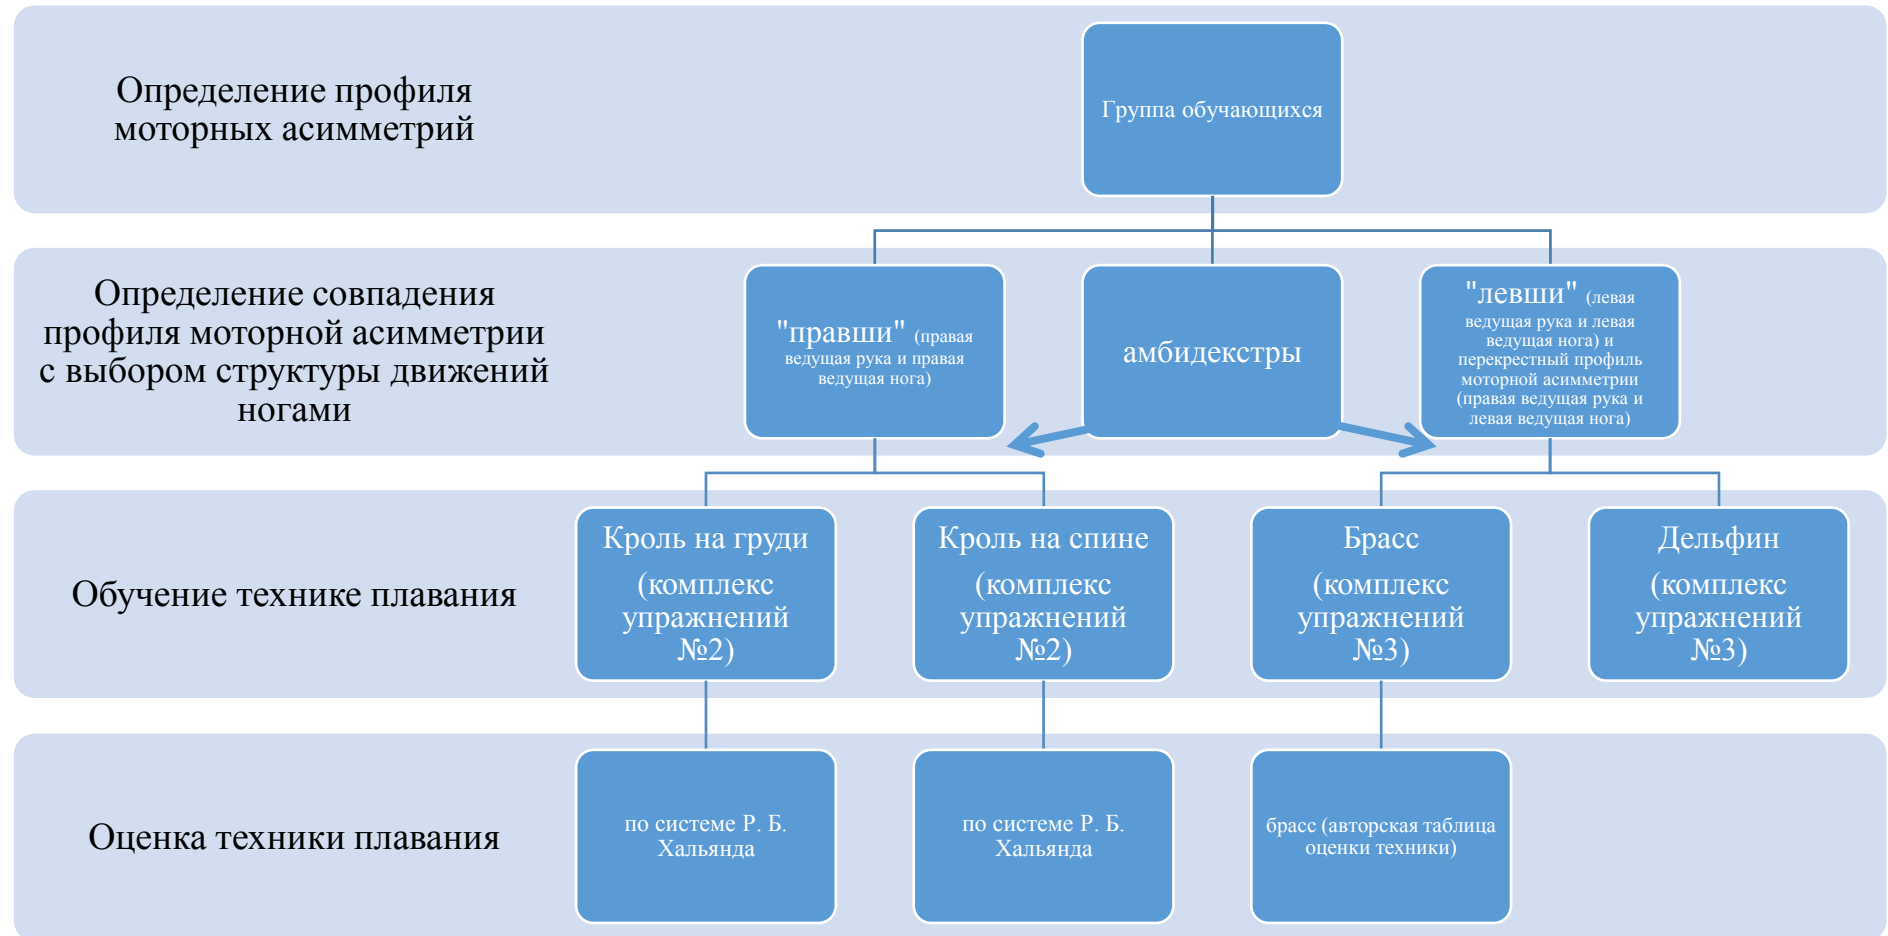 Определение профиля
моторных асимметрий
Группа обучающихся
Определение совпадения
профиля моторной асимметрии
с выбором структуры движений
ногами
"правши" (правая
ведущая рука и правая
ведущая нога)
амбидекстры
"левши" (левая
ведущая рука и левая
ведущая нога) и
перекрестный профиль
моторной асимметрии
(правая ведущая рука и
левая ведущая нога)
Обучение технике плавания
Кроль на груди
(комплекс
упражнений
№2)
Кроль на спине
(комплекс
упражнений
№2)
Брасс
(комплекс
упражнений
№3)
Дельфин
(комплекс
упражнений
№3)
Оценка техники плавания
по системе Р. Б.
Хальянда
по системе Р. Б.
Хальянда
брасс (авторская таблица
оценки техники)